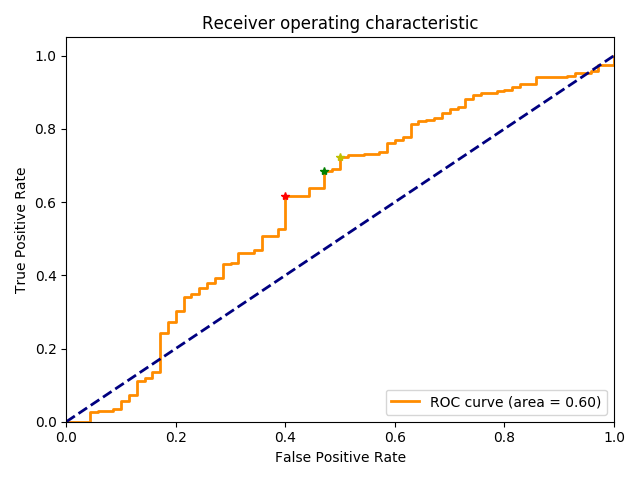 Receiver operating characteristic
True Positive Rate
1.0
0.8
0.6
0.4
0.2
0.0
0.0 0.2 0.4 0.6 0.8 1.0
False Positive Rate
ROC curve (area = 0.60)